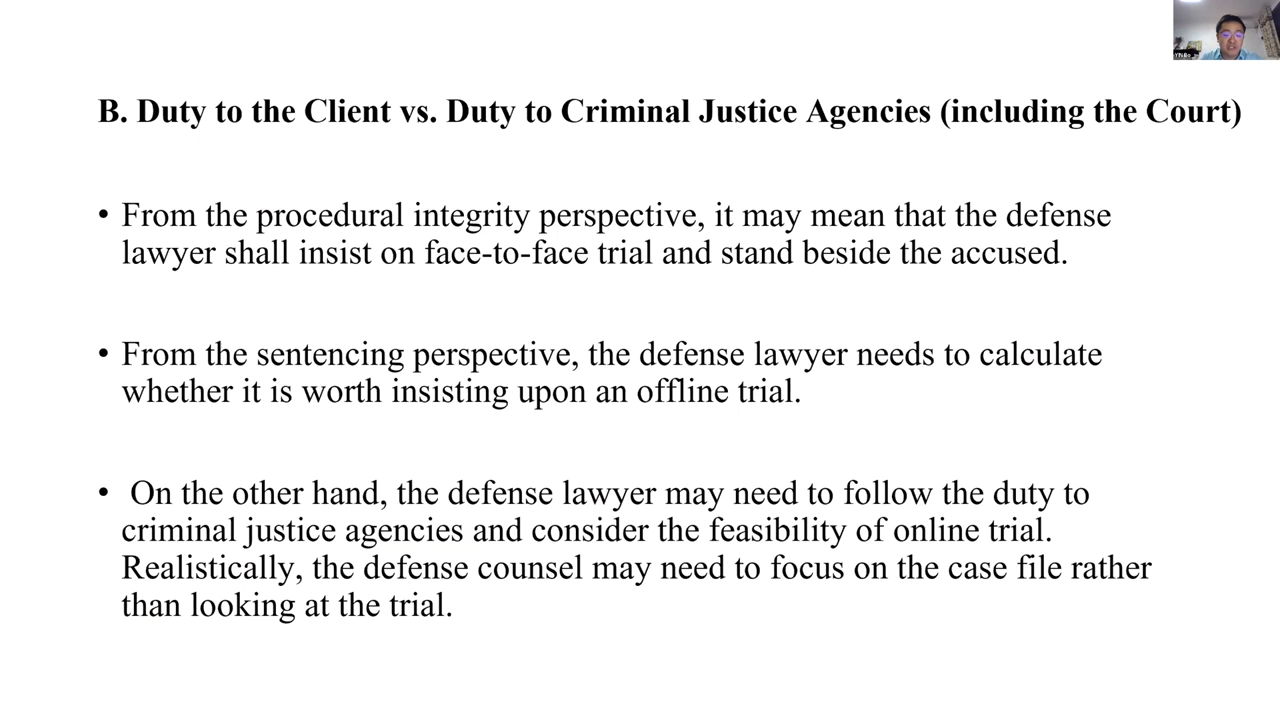 B. Duty to the Client vs. Duty to Criminal Justice Agencies (including the Court)
• From the procedural integrity perspective, it may mean that the defense
lawyer shall insist on face-to-face trial and stand beside the accused.
• From the sentencing perspective, the defense lawyer needs to calculate
whether it is worth insisting upon an offline trial.
• On the other hand, the defense lawyer may need to follow the duty to
criminal justice agencies and consider the feasibility of online trial.
Realistically, the defense counsel may need to focus on the case file rather
than looking at the trial.